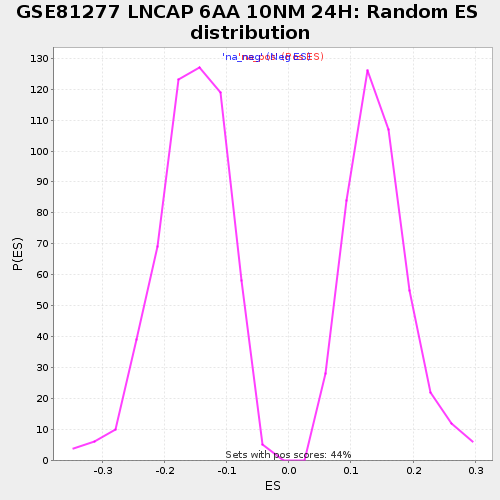 GSE81277 LNCAP 6AA 10NM 24H: Random ES
distribution
130
120
110
100
90
80
70
60
50
40
30
20
10
0
P(ES)
Sets with pos scores: 44%
-0.3 -0.2 -0.1 0.0 0.1 0.2 0.3
ES